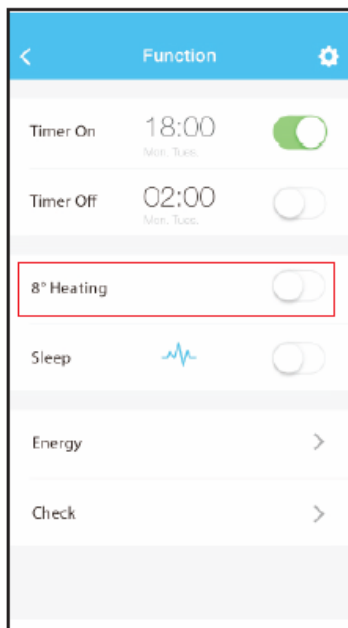 Function
Timer On 18:00
Mon. Tues.
Timer Off 02:00
Mon. Tues.
8° Heating
Sleep
Energy
Check